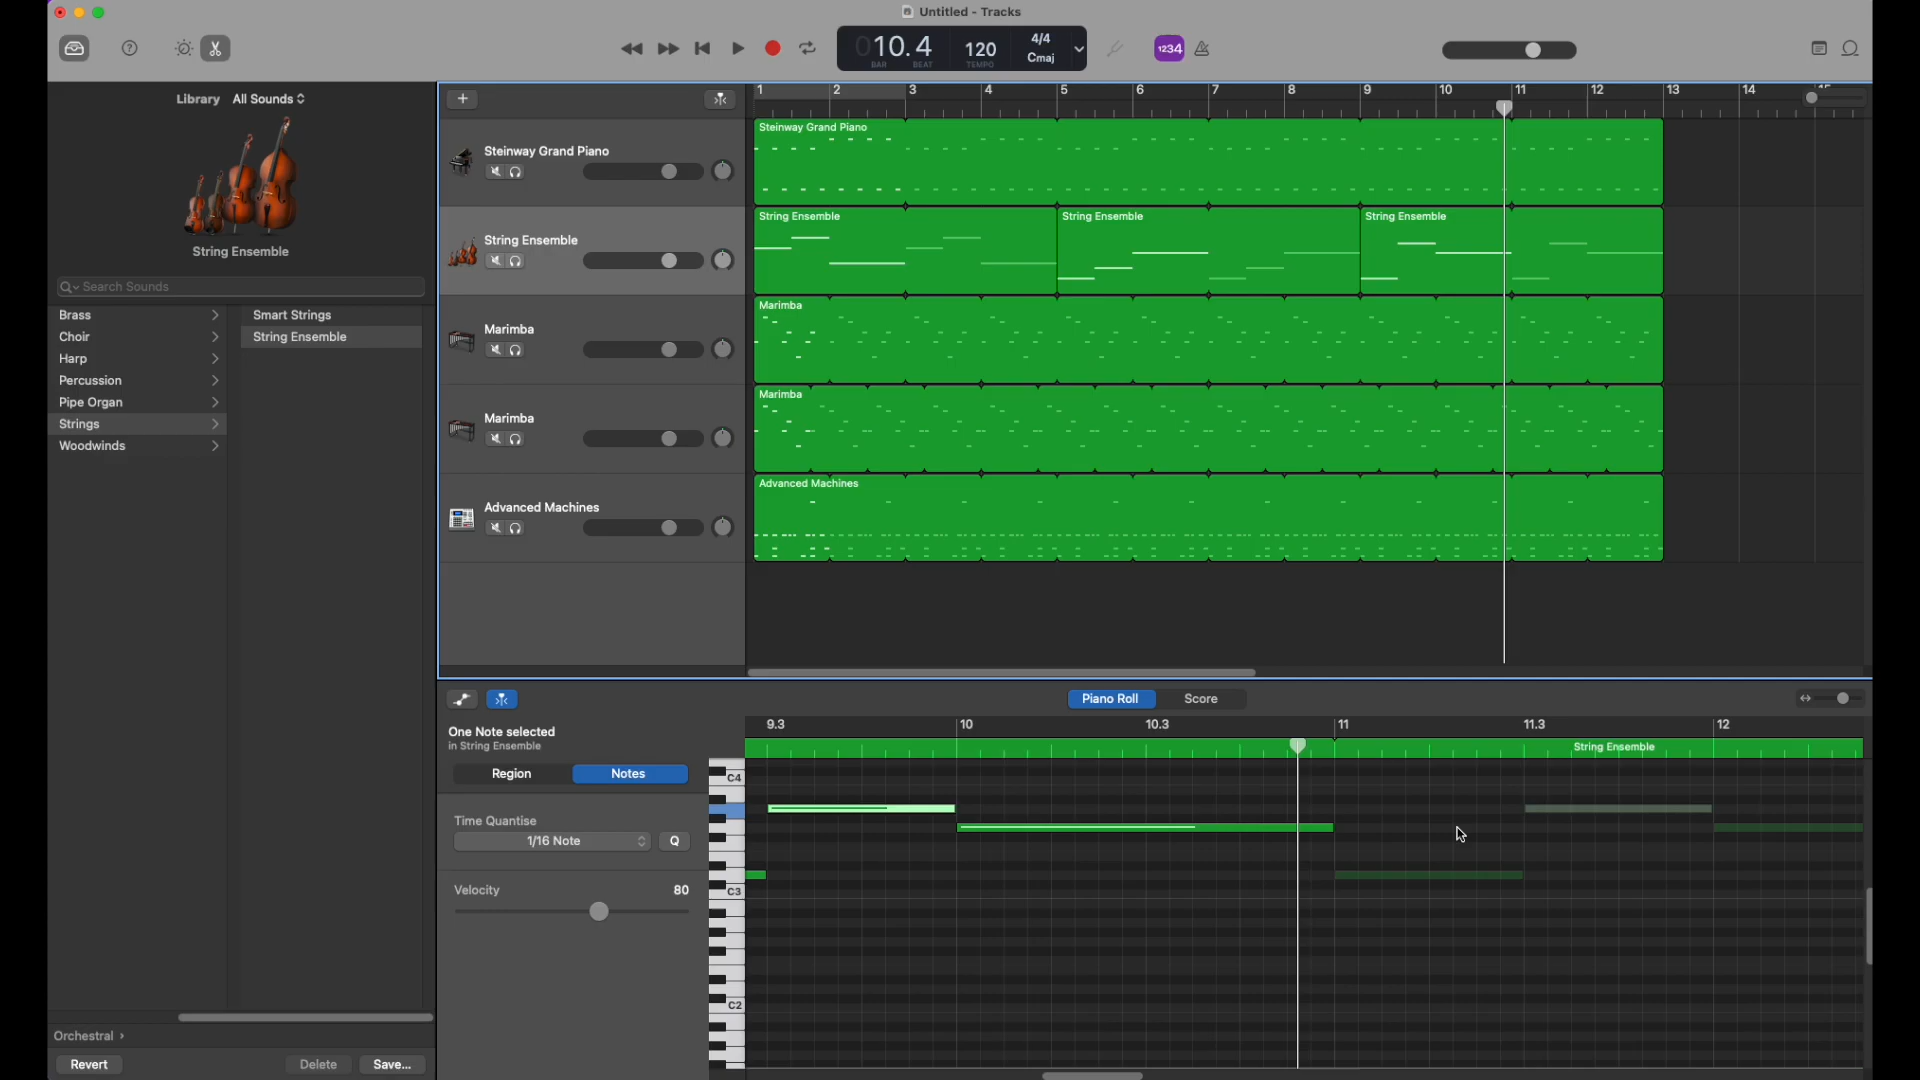 Untitled - Tracks
010.4
BAR
BEAT
120
TEMPO
4/4
Cmaj
1234
Library
All Sounds
String Ensemble
Search Sounds
Brass
Choir
Harp
Percussion
Pipe Organ
Strings
Woodwinds
Smart Strings
String Ensemble
Orchestral
Revert
Delete
Save...
1 2 3 4 5 6 7 8 9 10 11 12 13 14
Steinway Grand Piano
Steinway Grand Piano
String Ensemble
String Ensemble
String Ensemble
String Ensemble
Marimba
Marimba
Marimba
Marimba
Advanced Machines
Advanced Machines
Piano Roll
Score
One Note selected
in String Ensemble
Region
Notes
Time Quantise
1/16 Note
Q
Velocity
80
9.3 10 10.3 11 11.3 12
String Ensemble
C4
C3
C2